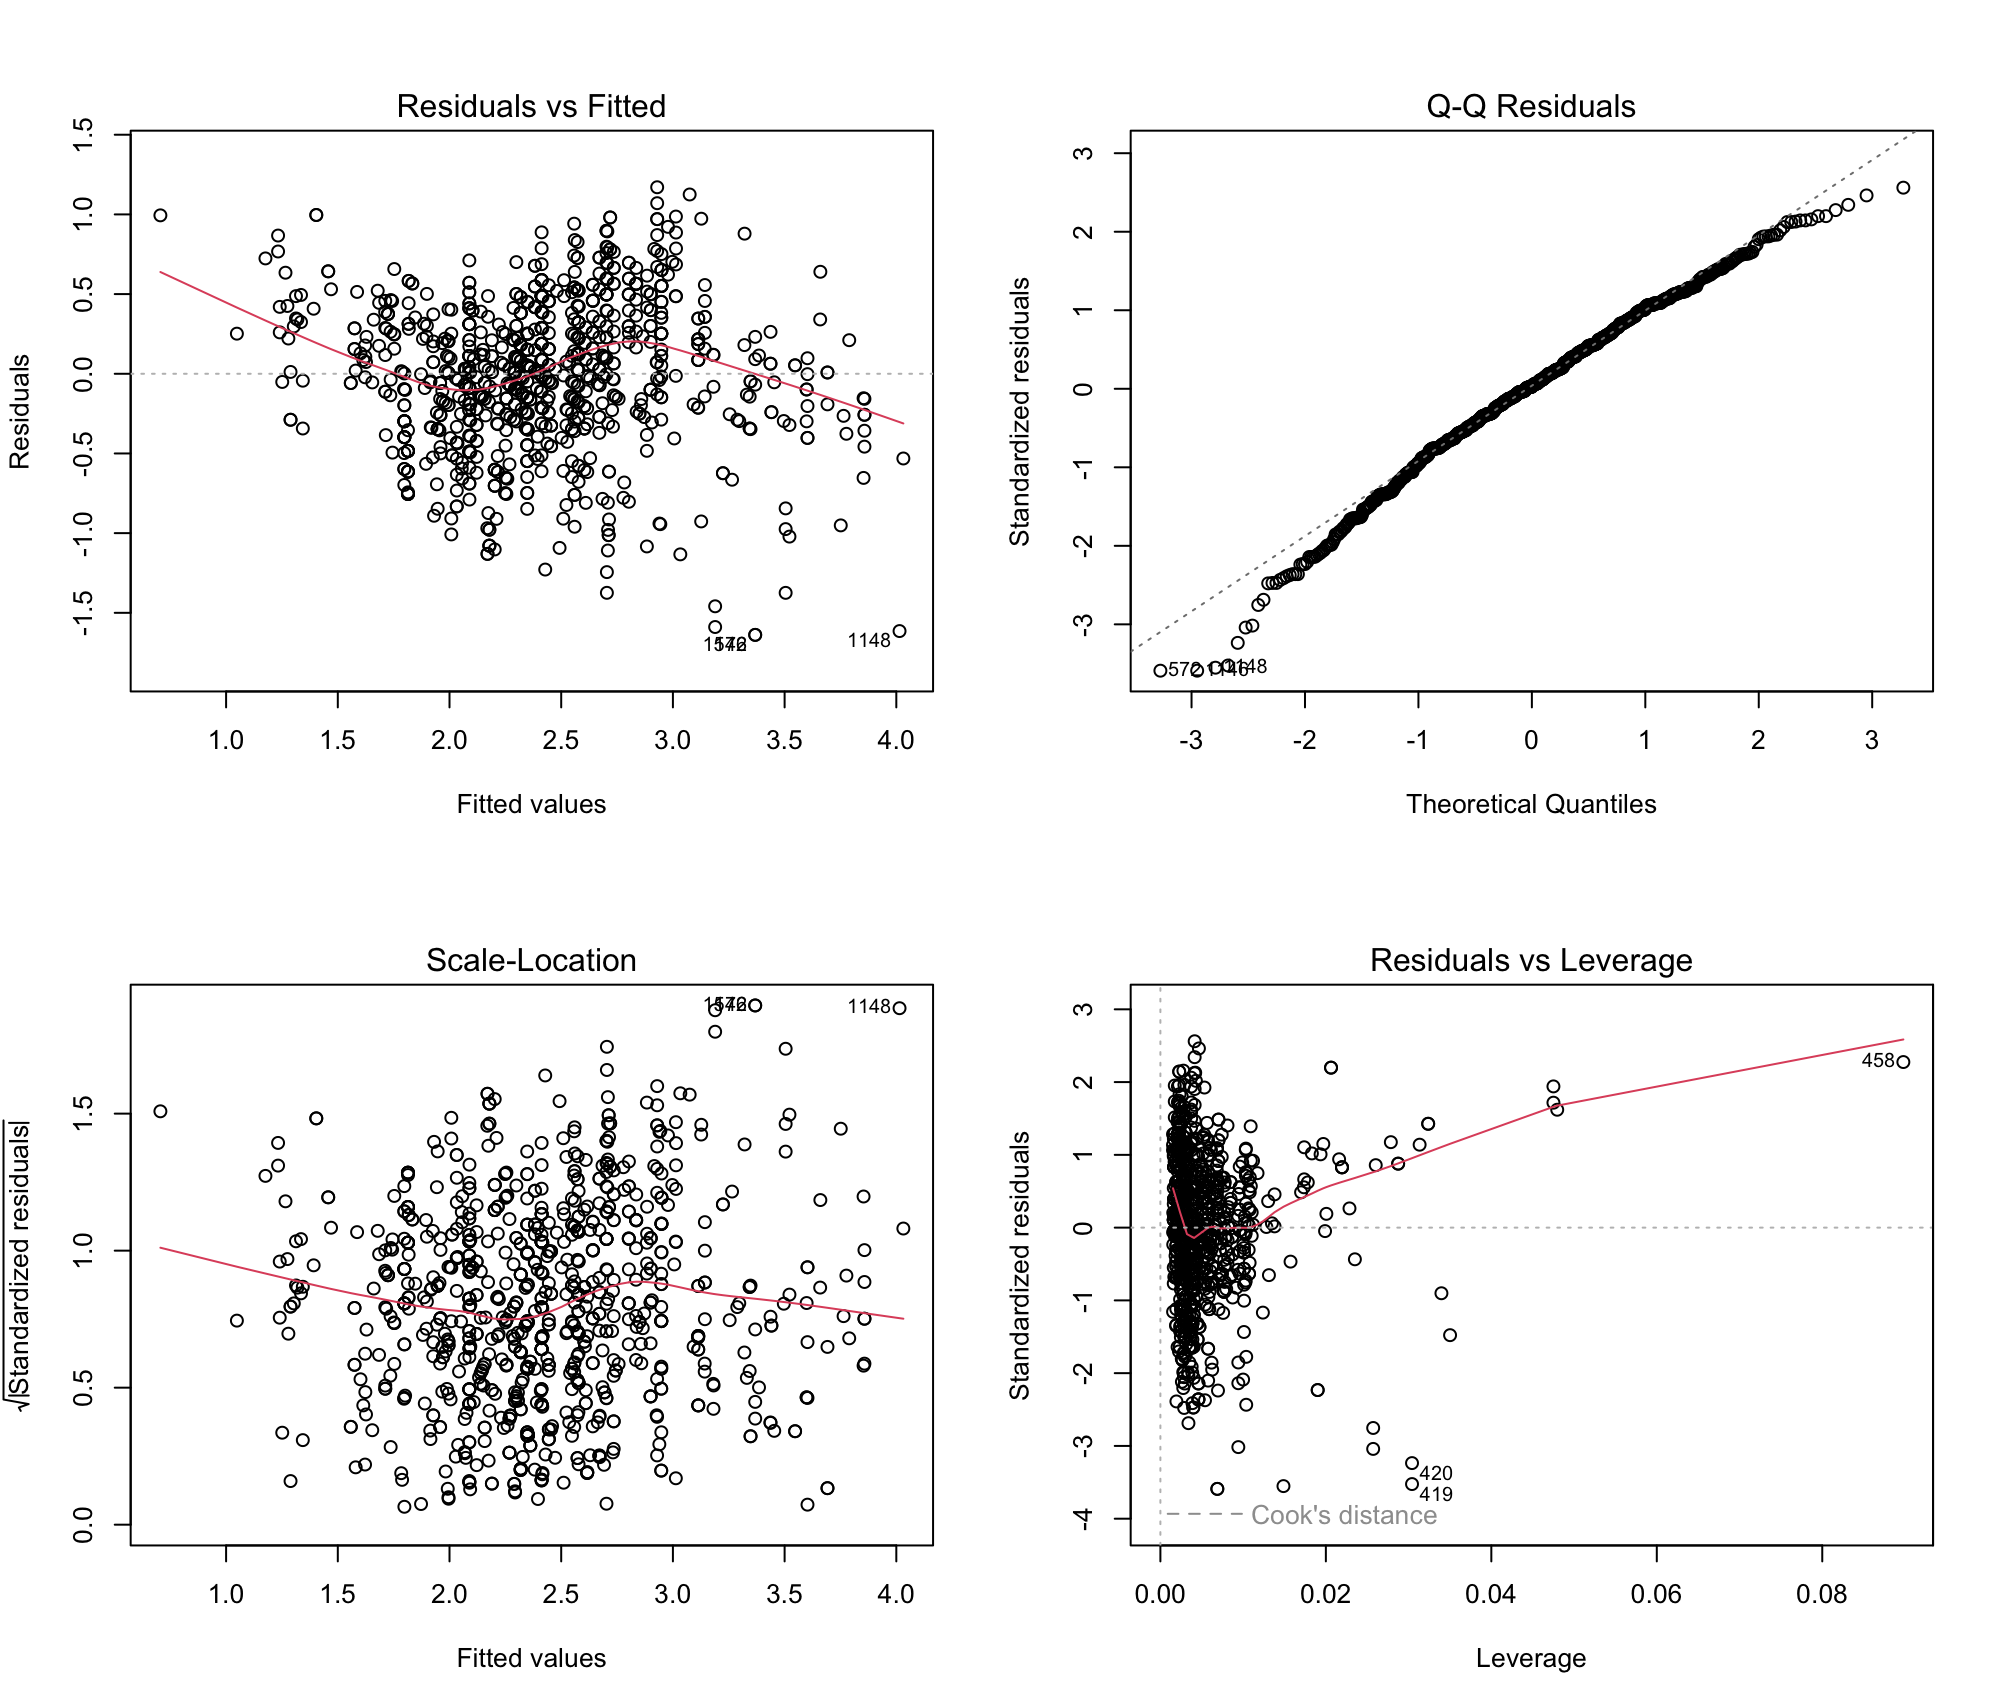 Residuals vs Fitted
Residuals
1.5
1.0
0.5
0.0
-0.5
-1.0
-1.5
1148
1.0 1.5 2.0 2.5 3.0 3.5 4.0
Fitted values
Q-Q Residuals
Standardized residuals
3
2
1
0
-1
-2
-3
572
1148
-3 -2 -1 0 1 2 3
Theoretical Quantiles
Scale-Location
√|Standardized residuals|
1.5
1.0
0.5
0.0
1148
1.0 1.5 2.0 2.5 3.0 3.5 4.0
Fitted values
Residuals vs Leverage
Standardized residuals
3
2
1
0
-1
-2
-3
-4
458
420
419
Cook's distance
0.00 0.02 0.04 0.06 0.08
Leverage